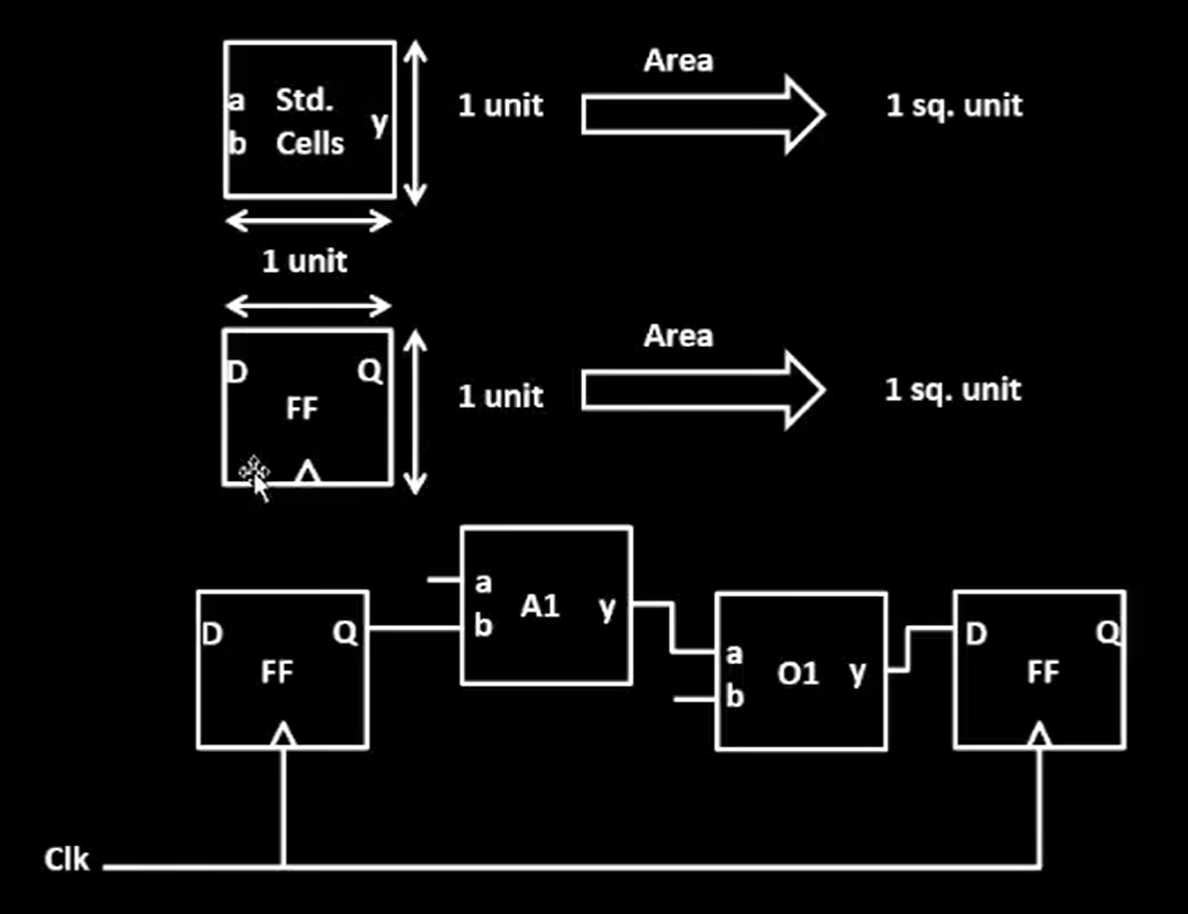 Area
a Std. y
b Cells
1 unit
1 sq. unit
1 unit
Area
D Q
FF
1 unit
1 sq. unit
a
b A1 y
D Q
FF
a
b O1 y
D Q
FF
Clk